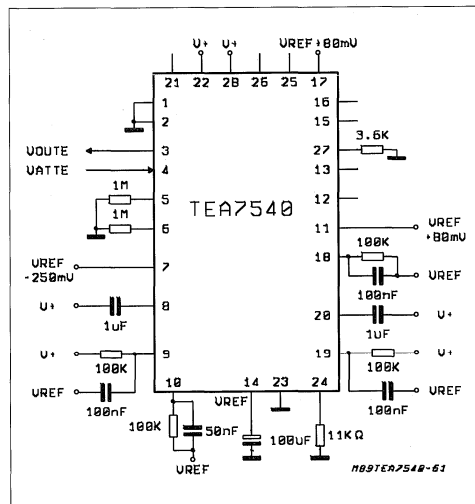 U+ U+ VREF+80mV
21 22 28 26 25 17
1 16
2 15
VOUTE 3 27 3.6K
VATTE 4 13
1M 5 12
1M 6 TEA7540 11 VREF +80mV
VREF -250mV 7 18 100K VREF 100nF
V+ 1uF 8 20 1uF V+
V+ 100K 9 19 100K V+
VREF 100nF 10 14 23 24 100nF VREF
VREF
100K 50nF 100uF 11KΩ
VREF
M89TEA7540-61